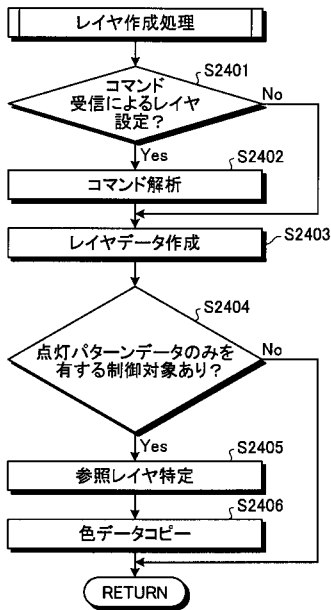 レイヤ作成処理
S2401
コマンド
受信によるレイヤ
設定？
No
Yes
S2402
コマンド解析
レイヤデータ作成
S2403
S2404
点灯パターンデータのみを
有する制御対象あり？
No
Yes
S2405
参照レイヤ特定
S2406
色データコピー
RETURN